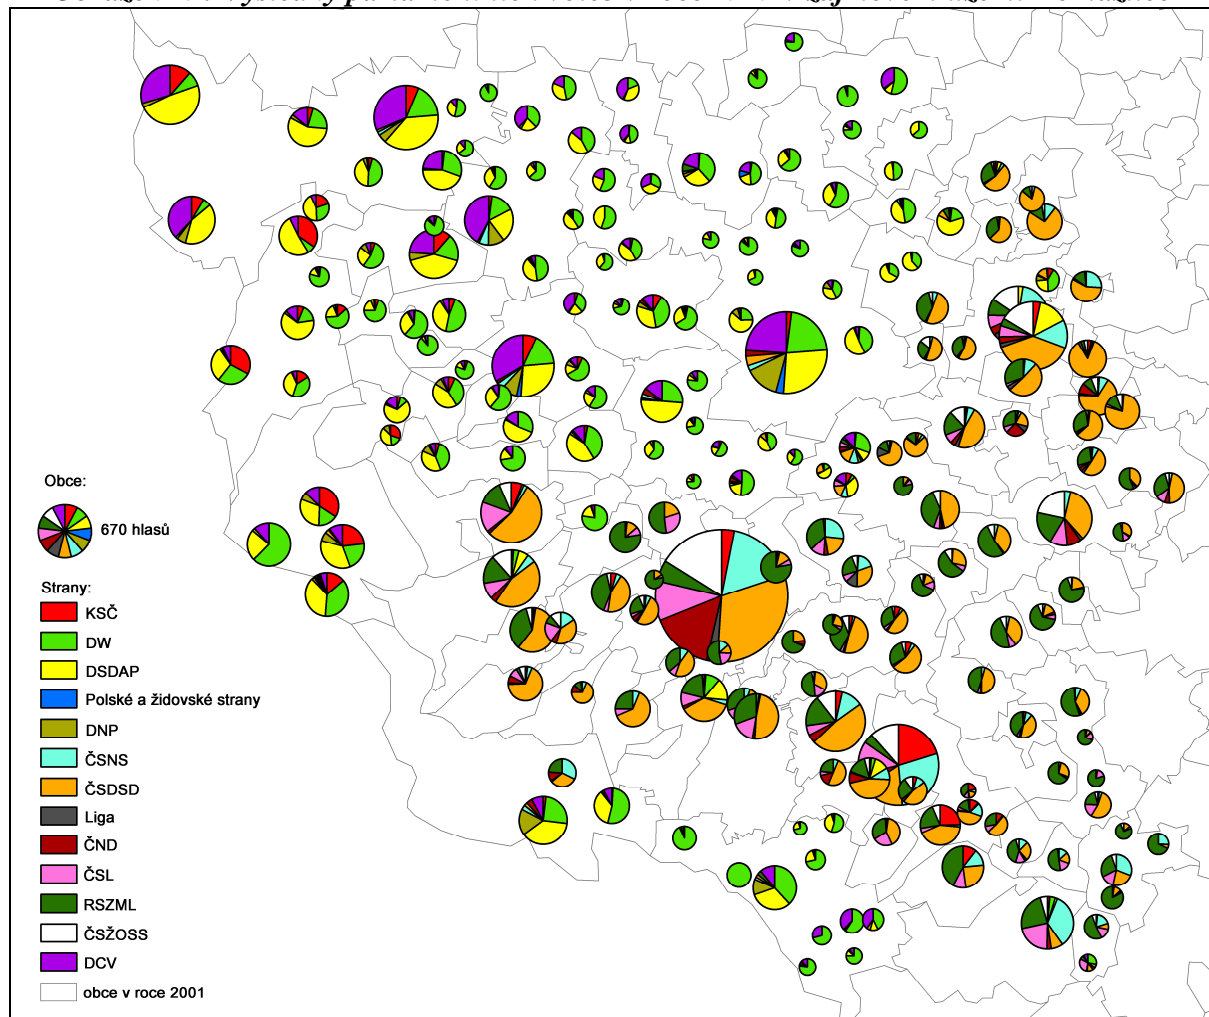 Obce:
670 hlasů
Strany:
KSČ
DW
DSDAP
Polské a židovské strany
DNP
ČSNS
ČSDSD
Liga
ČND
ČSL
RSZML
ČSŽOSS
DCV
obce v roce 2001